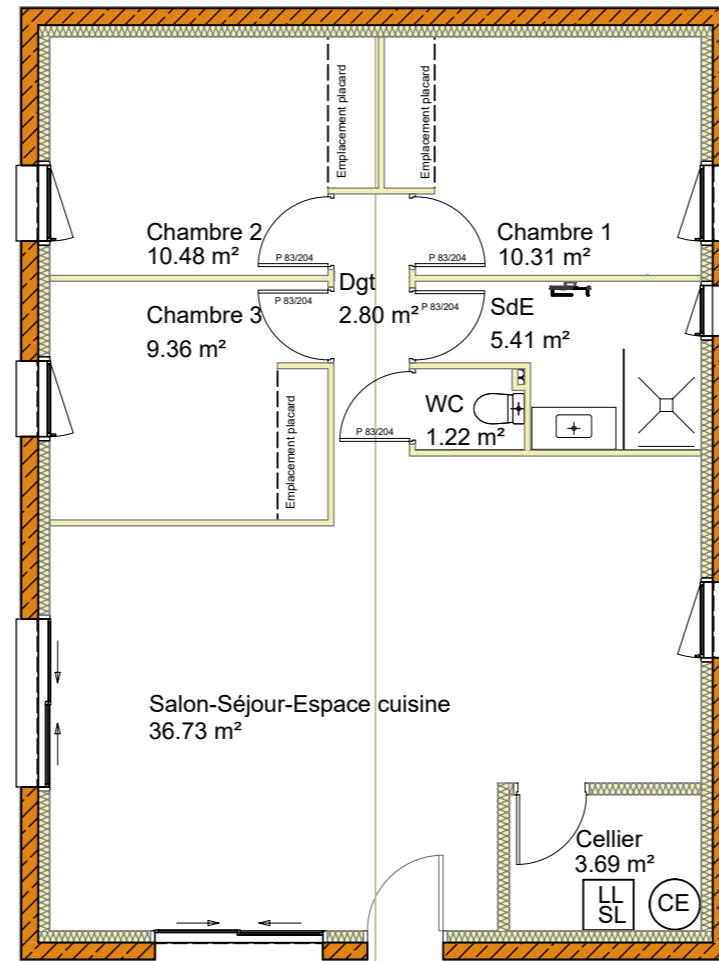 Emplacement placard
Emplacement placard
Chambre 2
10.48 m²
P 83/204
P 83/204
Chambre 1
10.31 m²
Chambre 3
9.36 m²
P 83/204
Dgt
2.80 m²
P 83/204
SdE
5.41 m²
WC
1.22 m²
P 83/204
Emplacement placard
Salon-Séjour-Espace cuisine
36.73 m²
Cellier
3.69 m²
LL
SL
CE